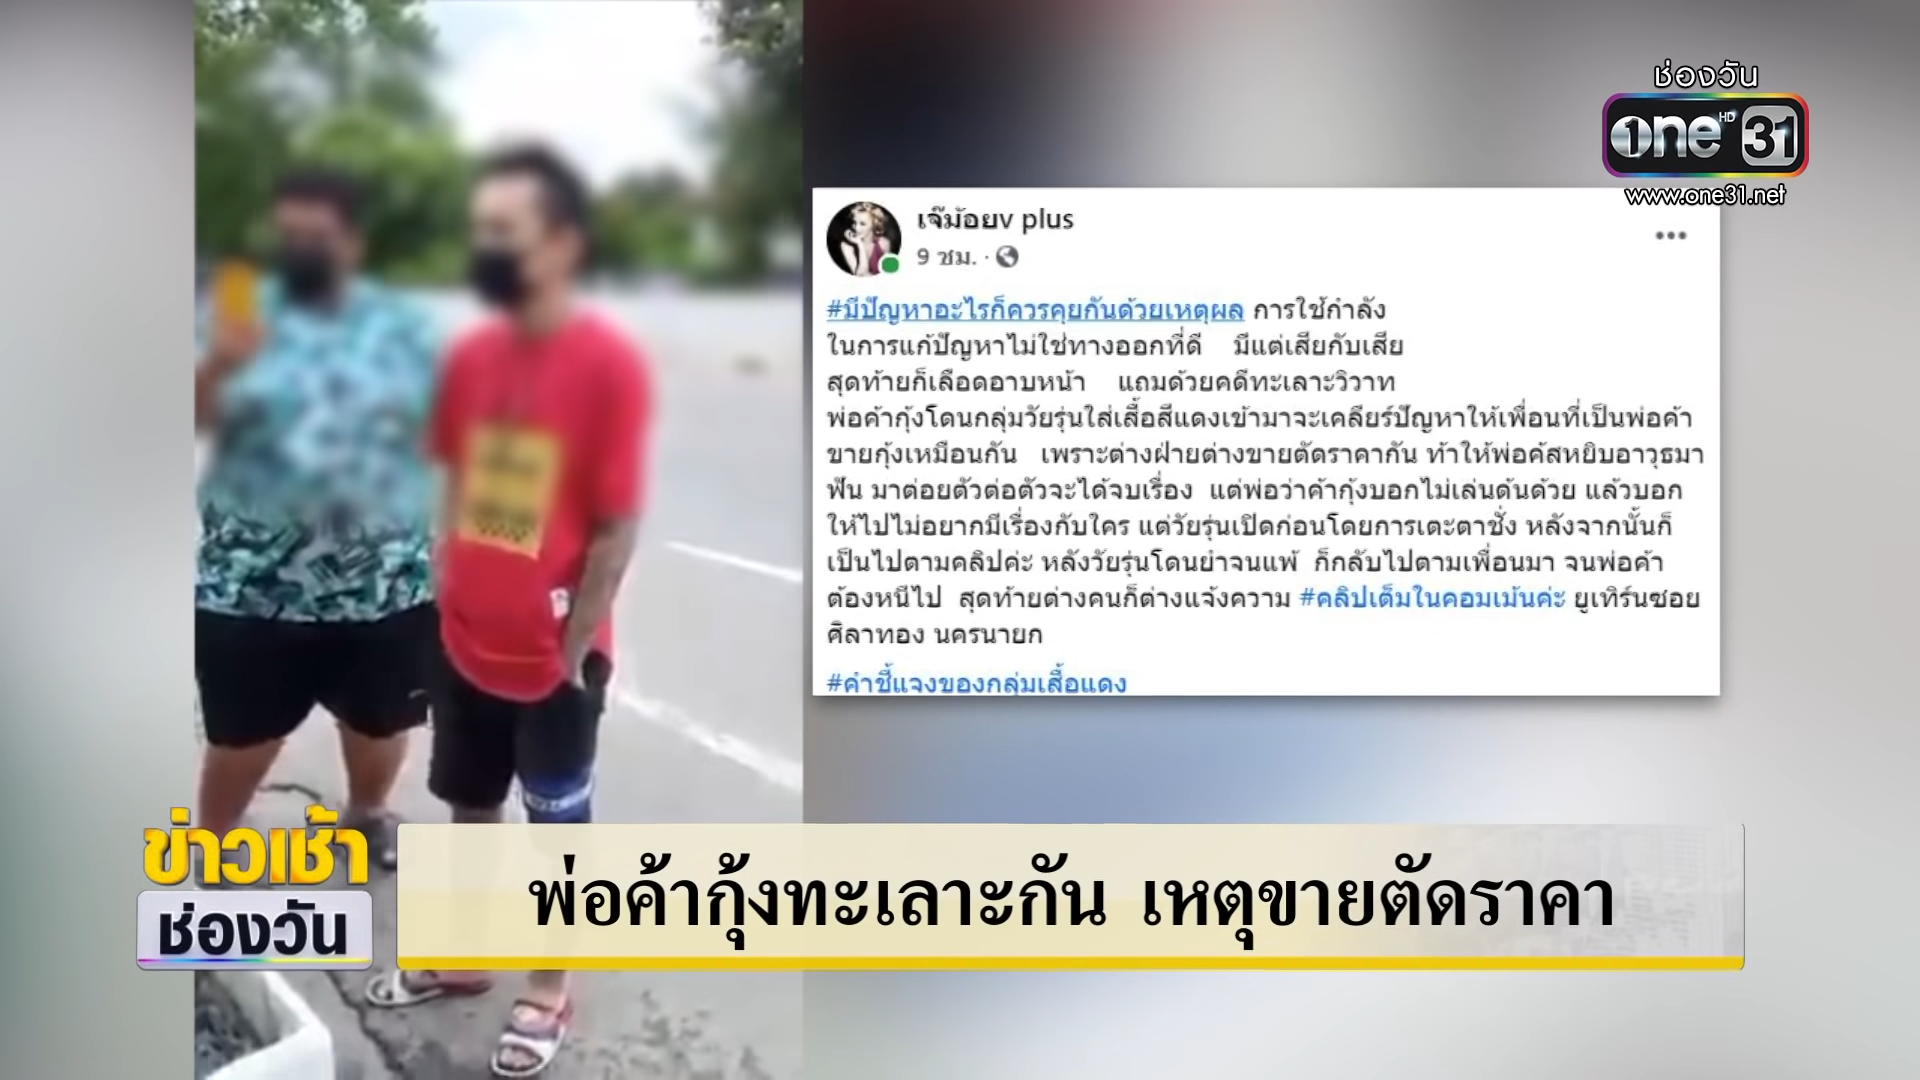 ช่องวัน
one HD 31
www.one31.net
เจ๊ม้อยv plus
9 ชม.
#มีปัญหาอะไรก็ควรคุยกันด้วยเหตุผล การใช้กำลัง
ในการแก้ปัญหาไม่ใช่ทางออกที่ดี มีแต่เสียกับเสีย
สุดท้ายก็เลือดอาบหน้า แถมด้วยคดีทะเลาะวิวาท
พ่อค้ากุ้งโดนกลุ่มวัยรุ่นใส่เสื้อสีแดงเข้ามาจะเคลียร์ปัญหาให้เพื่อนที่เป็นพ่อค้า
ขายกุ้งเหมือนกัน เพราะต่างฝ่ายต่างขายตัดราคากัน ทำให้พ่อค้สหยิบอาวุธมา
ฟัน มาต่อยตัวต่อตัวจะได้จบเรื่อง แต่พ่อว่าค้ากุ้งบอกไม่เล่นด้นด้วย แล้วบอก
ให้ไปไม่อยากมีเรื่องกับใคร แต่วัยรุ่นเปิดก่อนโดยการเตะตาชั่ง หลังจากนั้นก็
เป็นไปตามคลิปค่ะ หลังวัยรุ่นโดนยำจนแพ้ ก็กลับไปตามเพื่อนมา จนพ่อค้า
ต้องหนีไป สุดท้ายต่างคนก็ต่างแจ้งความ #คลิปเต็มในคอมเม้นค่ะ ยูเทิร์นซอย
ศิลาทอง นครนายก
#คำชี้แจงของกลุ่มเสื้อแดง
ข่าวเช้า
ช่องวัน
พ่อค้ากุ้งทะเลาะกัน เหตุขายตัดราคา